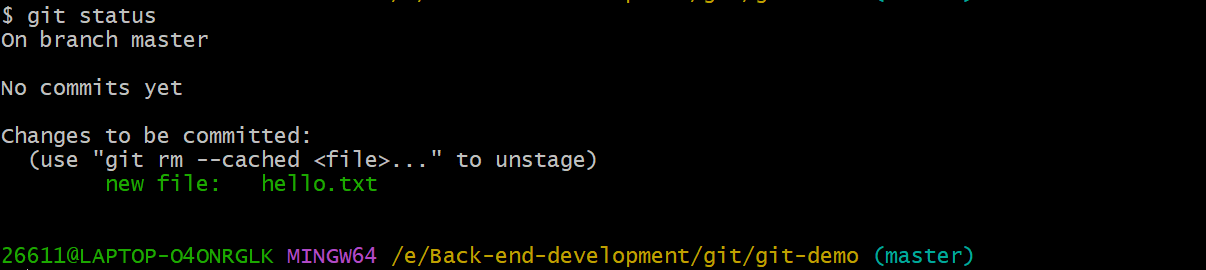 $ git status
On branch master
No commits yet
Changes to be committed:
  (use "git rm --cached <file>..." to unstage)
        new file:   hello.txt
26611@LAPTOP-O4ONRGLK MINGW64 /e/Back-end-development/git/git-demo (master)